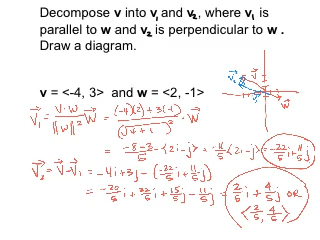 Decompose v into v₁ and v₂, where v₁ is
parallel to w and v₂ is perpendicular to w .
Draw a diagram.
v = <-4, 3> and w = <2, -1>
v₁ = (v · w)/‖w‖² w = ((-4)(2) + 3(-1))/(√4+1)² · w
= (-8-3)/5 · <2i-j> = -11/5 <2i-j> = -22/5 i + 11/5 j
v₂ = v - v₁ = -4i + 3j - (-22/5 i + 11/5 j)
= -20/5 i + 22/5 i + 15/5 j - 11/5 j = 2/5 i + 4/5 j OR
<2/5, 4/5>